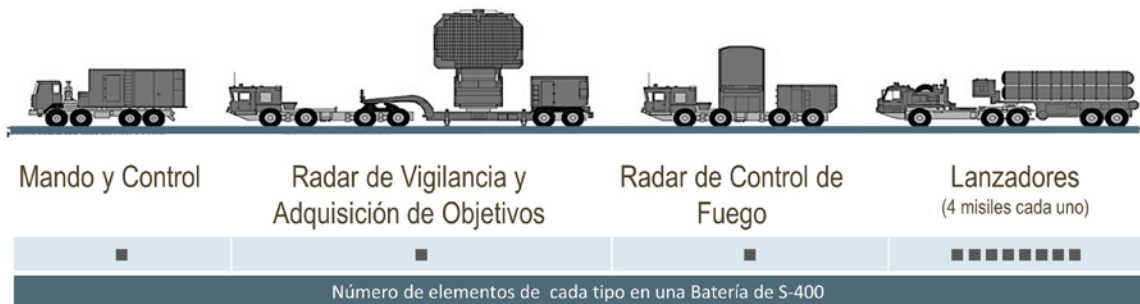 Mando y Control
Radar de Vigilancia y
Adquisición de Objetivos
Radar de Control de
Fuego
Lanzadores
(4 misiles cada uno)
Número de elementos de cada tipo en una Batería de S-400